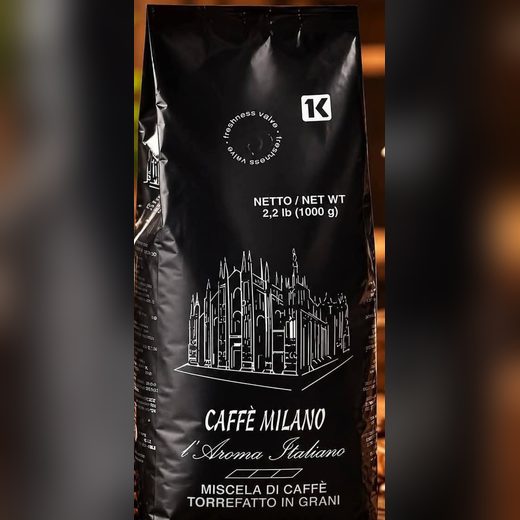 1K
freshness valve · freshness valve ·
NETTO / NET WT
2,2 lb (1000 g)
CAFFÈ MILANO
l'Aroma Italiano
MISCELA DI CAFFÈ
TORREFATTO IN GRANI